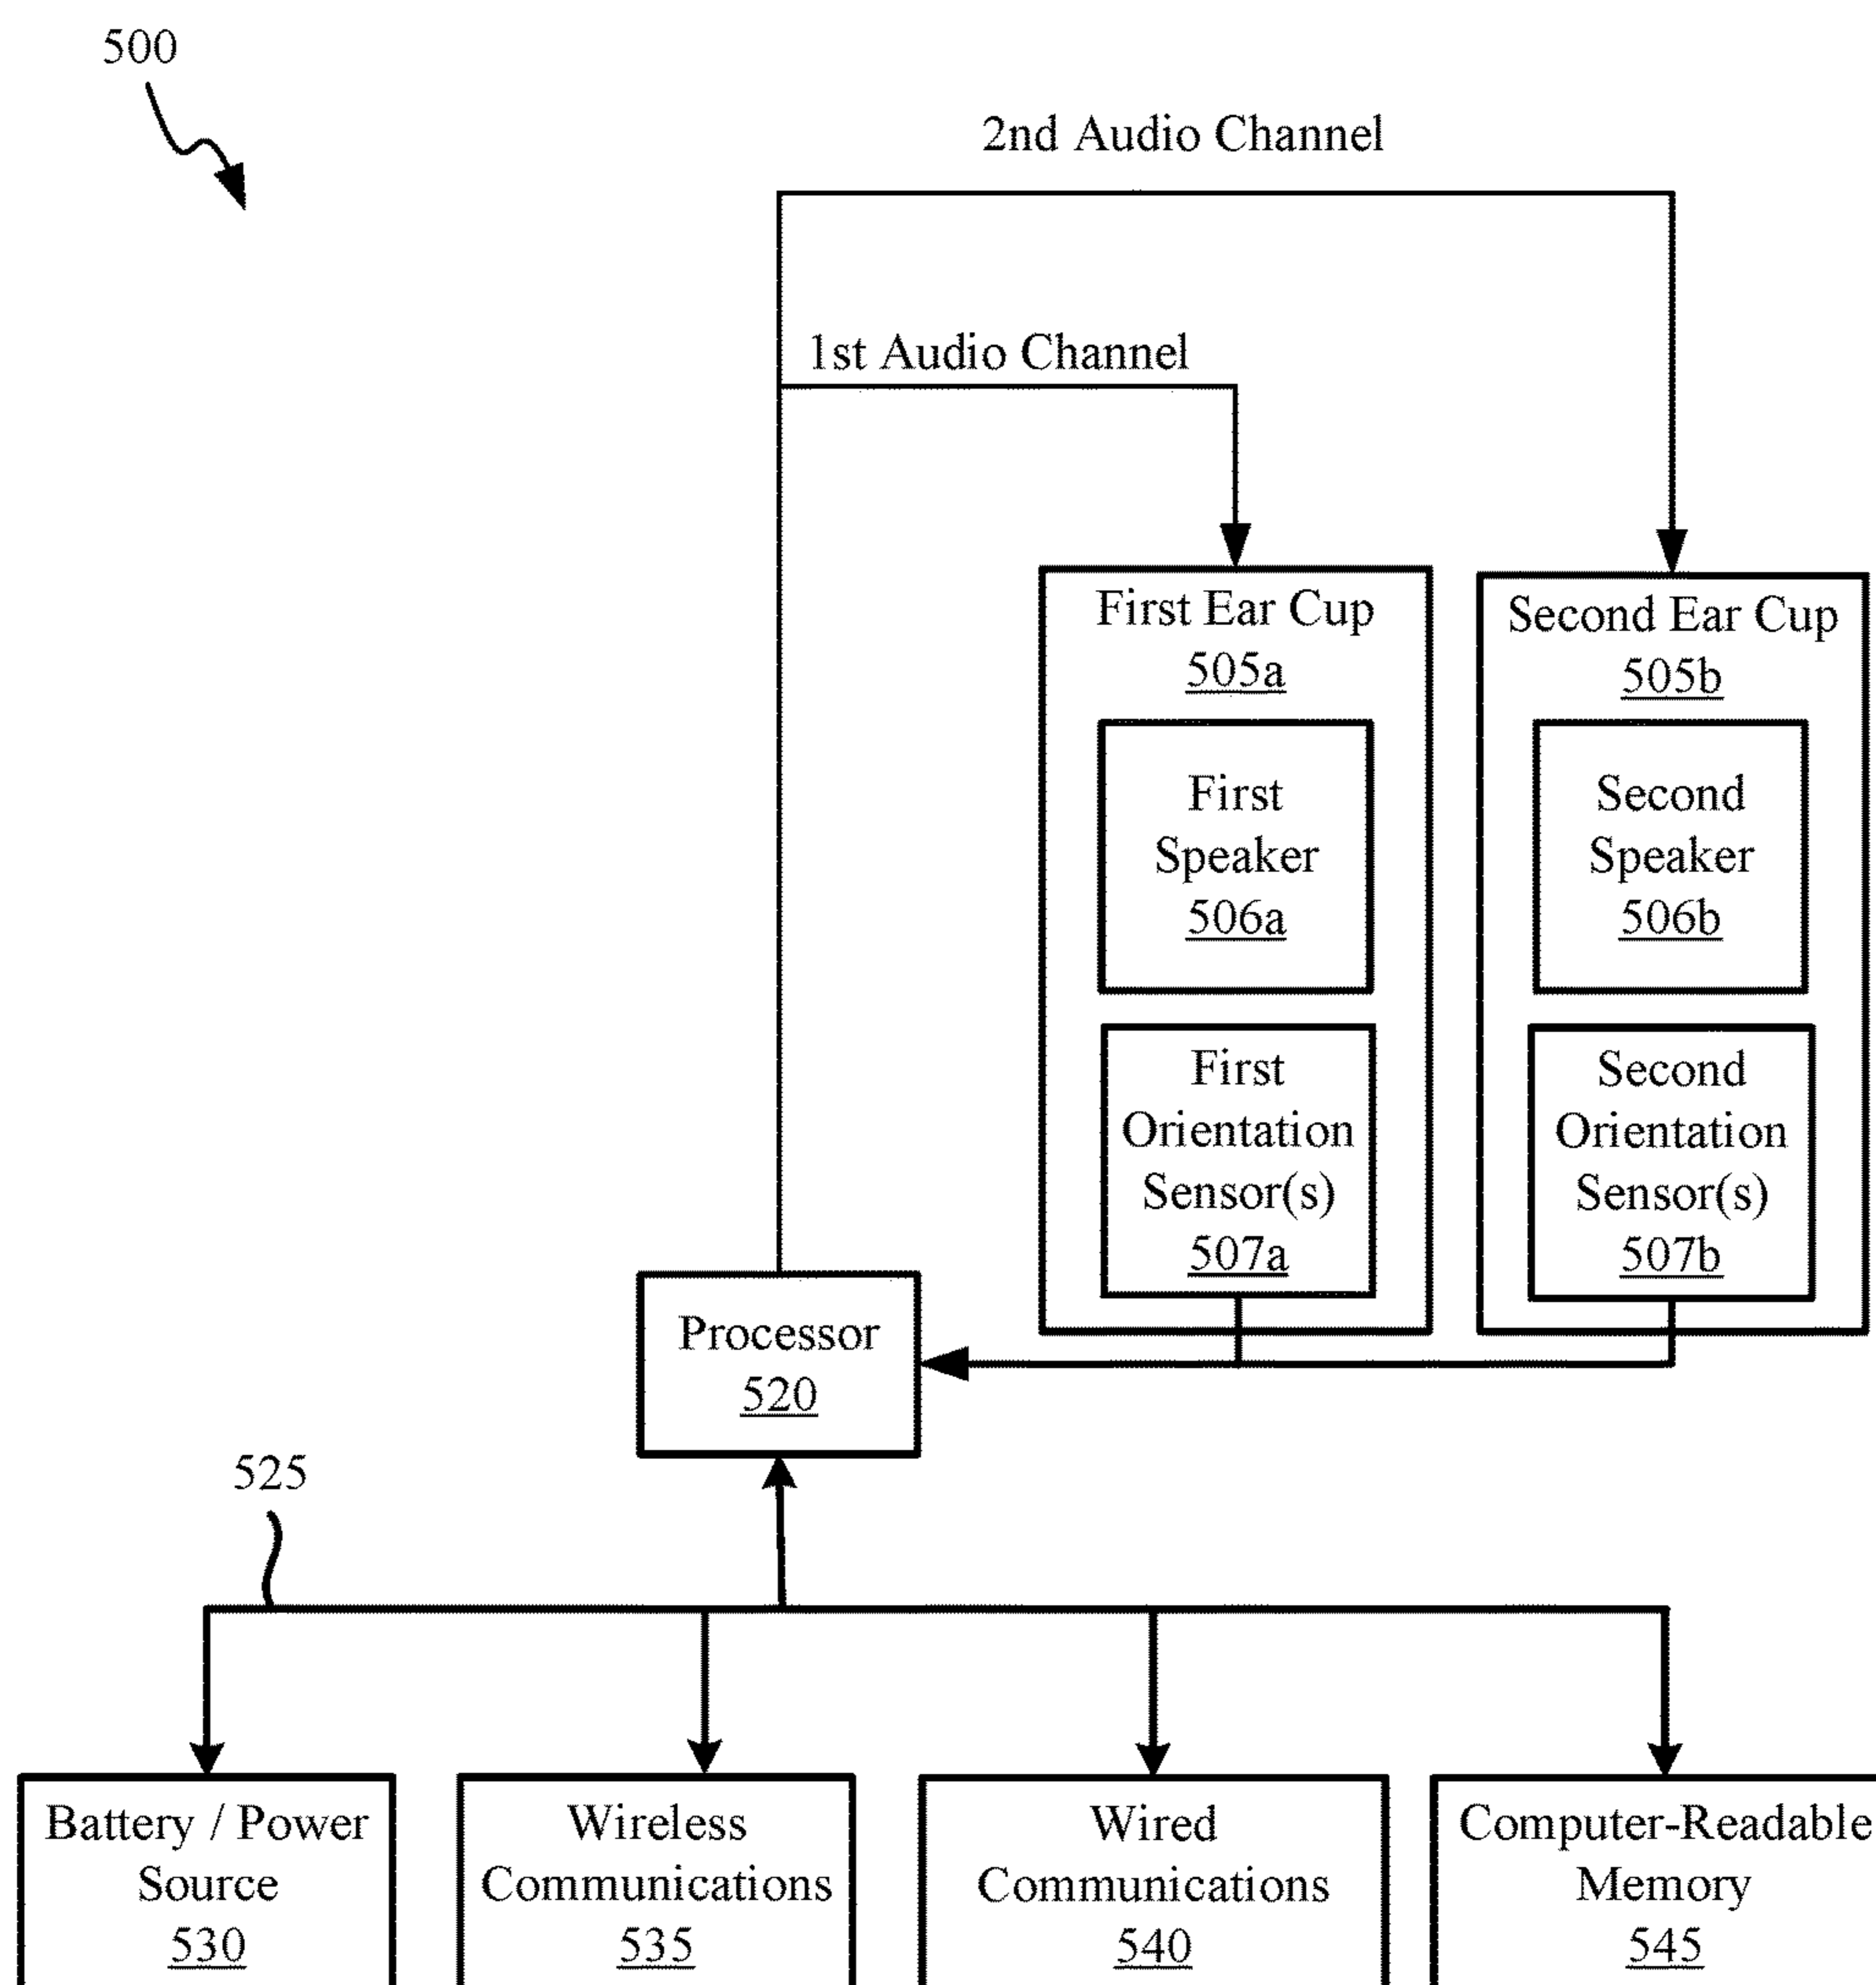 500
2nd Audio Channel
1st Audio Channel
First Ear Cup
505a
First
Speaker
506a
First
Orientation
Sensor(s)
507a
Second Ear Cup
505b
Second
Speaker
506b
Second
Orientation
Sensor(s)
507b
Processor
520
525
Battery / Power
Source
530
Wireless
Communications
535
Wired
Communications
540
Computer-Readable
Memory
545